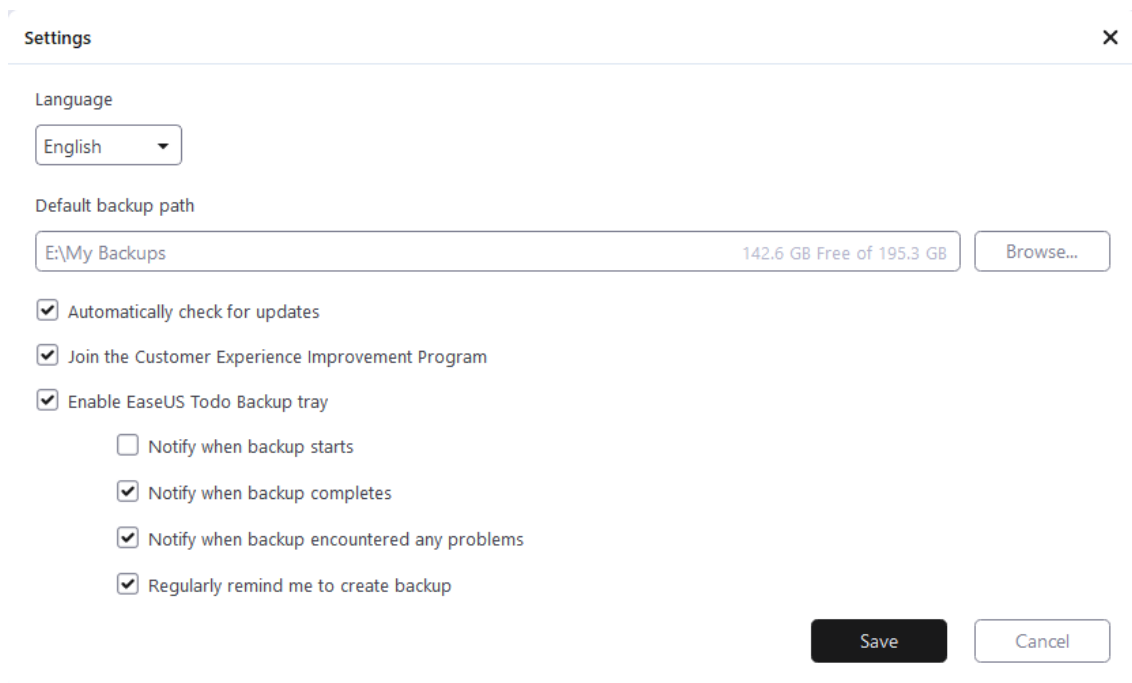 Settings
Language
English
Default backup path
E:\My Backups 142.6 GB Free of 195.3 GB Browse...
Automatically check for updates
Join the Customer Experience Improvement Program
Enable EaseUS Todo Backup tray
Notify when backup starts
Notify when backup completes
Notify when backup encountered any problems
Regularly remind me to create backup
Save Cancel